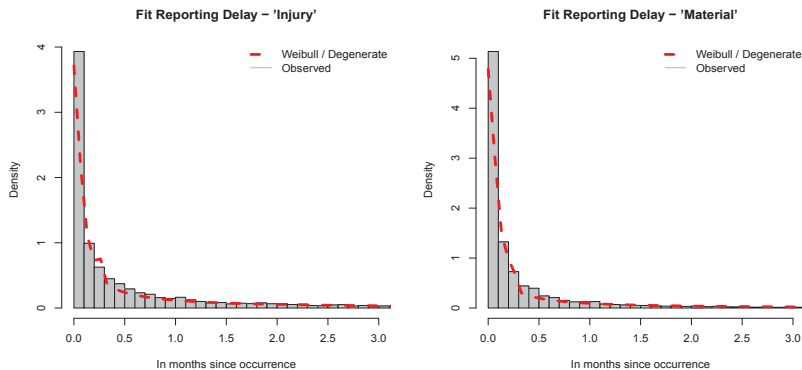 Fit Reporting Delay − 'Injury'
Density
4
3
2
1
0
Weibull / Degenerate
Observed
0.0 0.5 1.0 1.5 2.0 2.5 3.0
In months since occurrence
Fit Reporting Delay − 'Material'
Density
5
4
3
2
1
0
Weibull / Degenerate
Observed
0.0 0.5 1.0 1.5 2.0 2.5 3.0
In months since occurrence